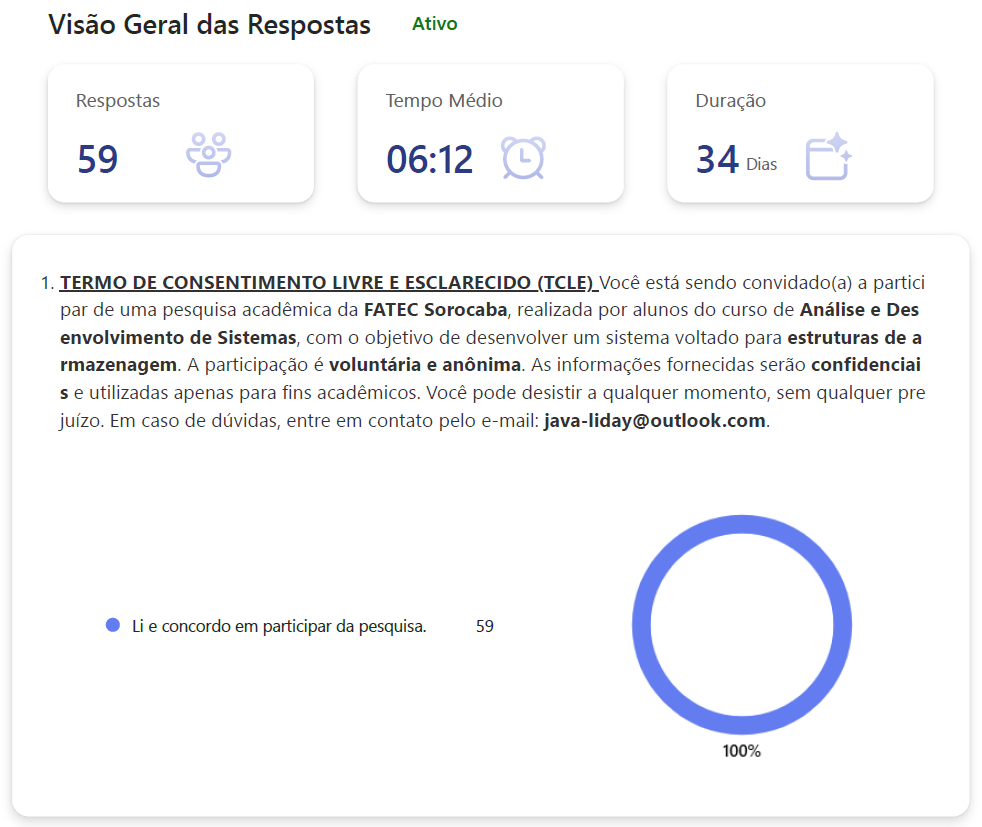 Visão Geral das Respostas
Ativo
Respostas
59
Tempo Médio
06:12
Duração
34 Dias
1. TERMO DE CONSENTIMENTO LIVRE E ESCLARECIDO (TCLE) Você está sendo convidado(a) a partici
par de uma pesquisa acadêmica da FATEC Sorocaba, realizada por alunos do curso de Análise e Des
envolvimento de Sistemas, com o objetivo de desenvolver um sistema voltado para estruturas de a
rmazenagem. A participação é voluntária e anônima. As informações fornecidas serão confidenciai
s e utilizadas apenas para fins acadêmicos. Você pode desistir a qualquer momento, sem qualquer pre
juízo. Em caso de dúvidas, entre em contato pelo e-mail: java-liday@outlook.com.
Li e concordo em participar da pesquisa. 59
100%